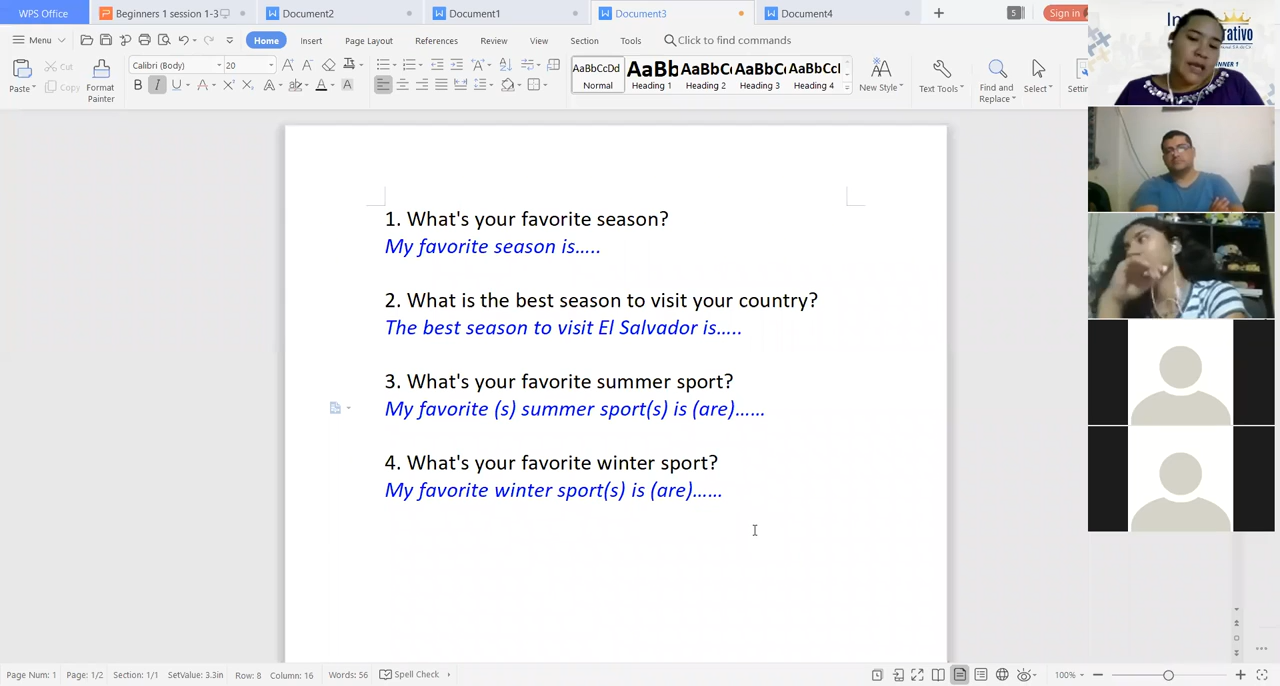 WPS Office
Beginners 1 session 1-3
Document2
Document1
Document3
Document4
5
Sign in
Menu
Home
Insert
Page Layout
References
Review
View
Section
Tools
Click to find commands
Paste
Cut
Copy
Format Painter
Calibri (Body)
20
AaBbCcDd
Normal
Heading 1
Heading 2
Heading 3
Heading 4
New Style
Text Tools
Find and Replace
Select
1. What's your favorite season?
My favorite season is.....
2. What is the best season to visit your country?
The best season to visit El Salvador is.....
3. What's your favorite summer sport?
My favorite (s) summer sport(s) is (are)......
4. What's your favorite winter sport?
My favorite winter sport(s) is (are)......
Page Num: 1
Page: 1/2
Section: 1/1
SetValue: 3.3in
Row: 8
Column: 16
Words: 56
Spell Check
100%